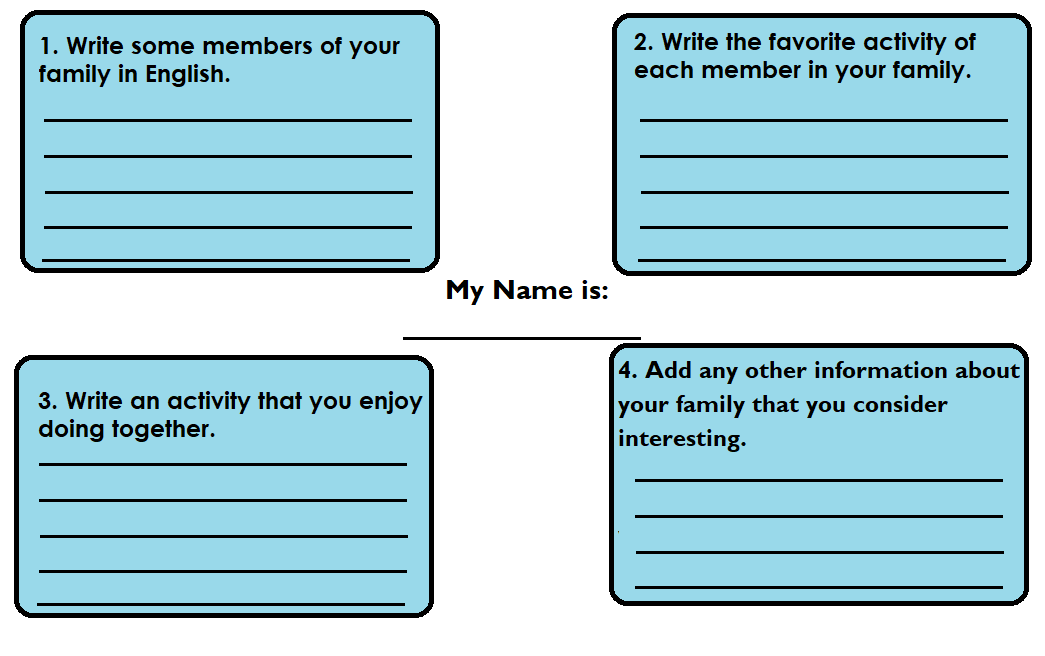 1. Write some members of your
family in English.
2. Write the favorite activity of
each member in your family.
My Name is:
3. Write an activity that you enjoy
doing together.
4. Add any other information about
your family that you consider
interesting.